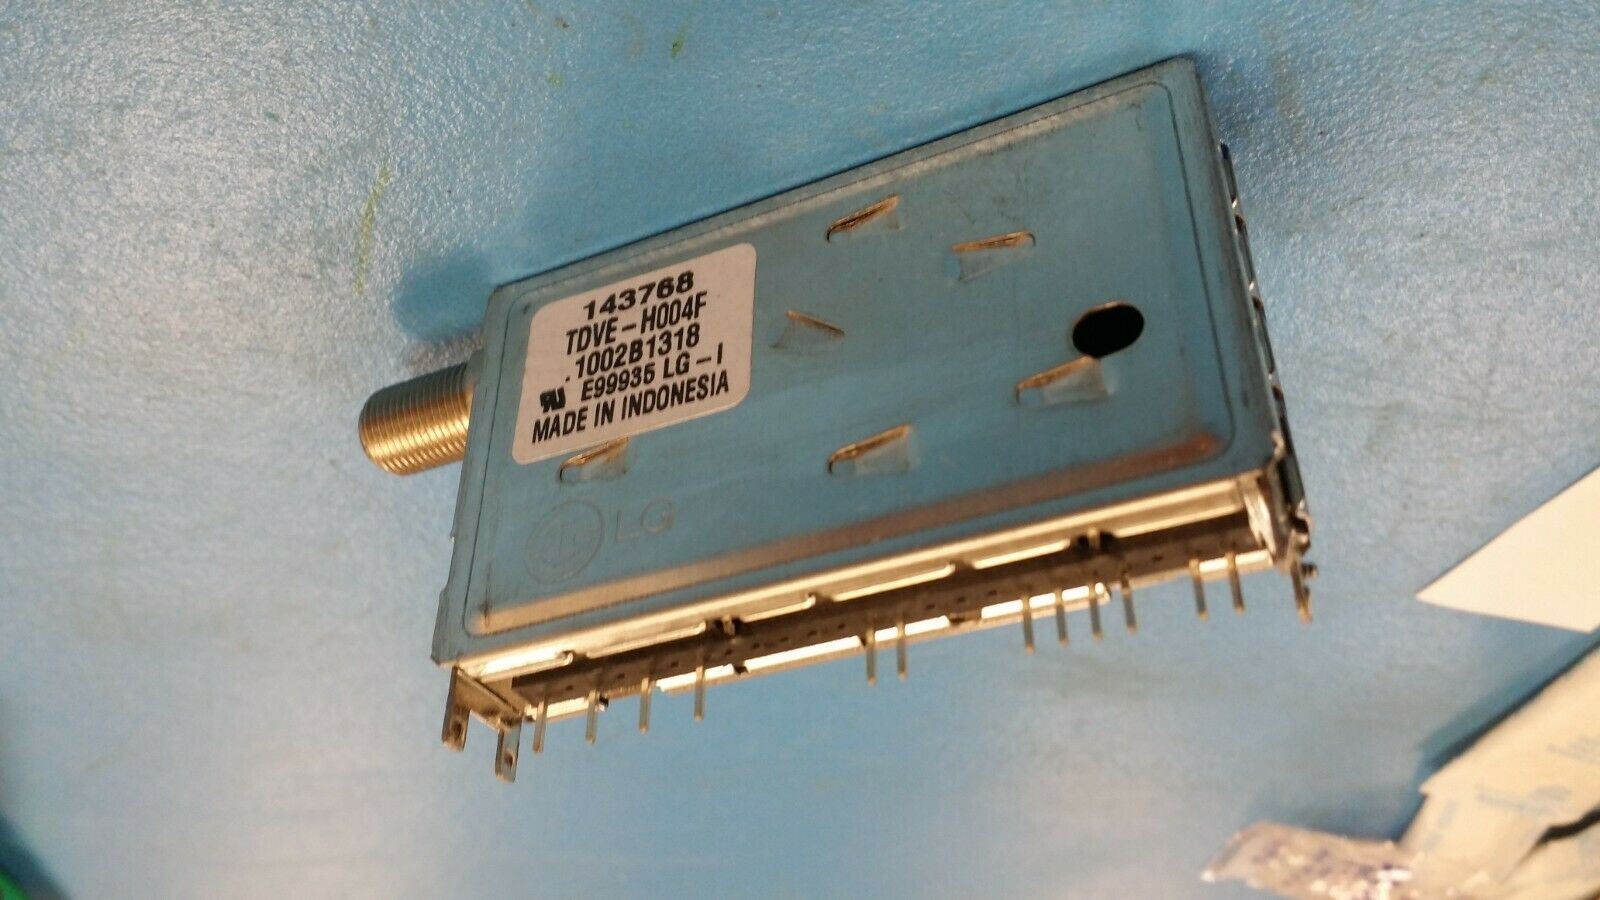 143768
TDVE-H004F
.1002B1318
E99935 LG-I
MADE IN INDONESIA
LG